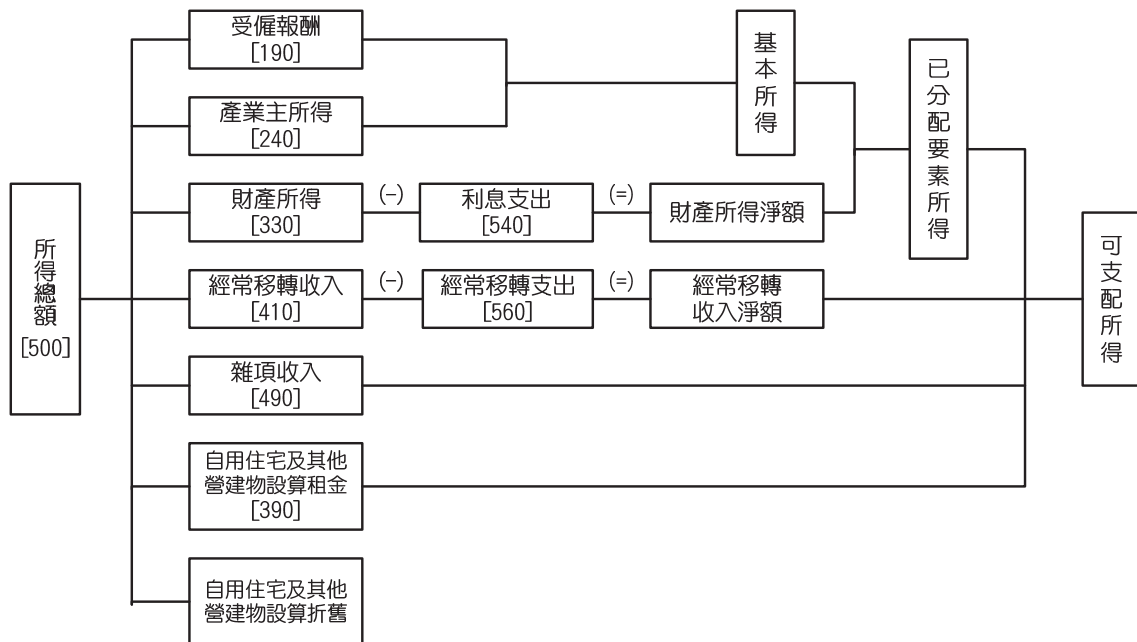 所得總額
[500]
受僱報酬
[190]
產業主所得
[240]
財產所得
[330]
(-)
利息支出
[540]
(=)
財產所得淨額
經常移轉收入
[410]
(-)
經常移轉支出
[560]
(=)
經常移轉
收入淨額
雜項收入
[490]
自用住宅及其他
營建物設算租金
[390]
自用住宅及其他
營建物設算折舊
基本所得
已分配要素所得
可支配所得